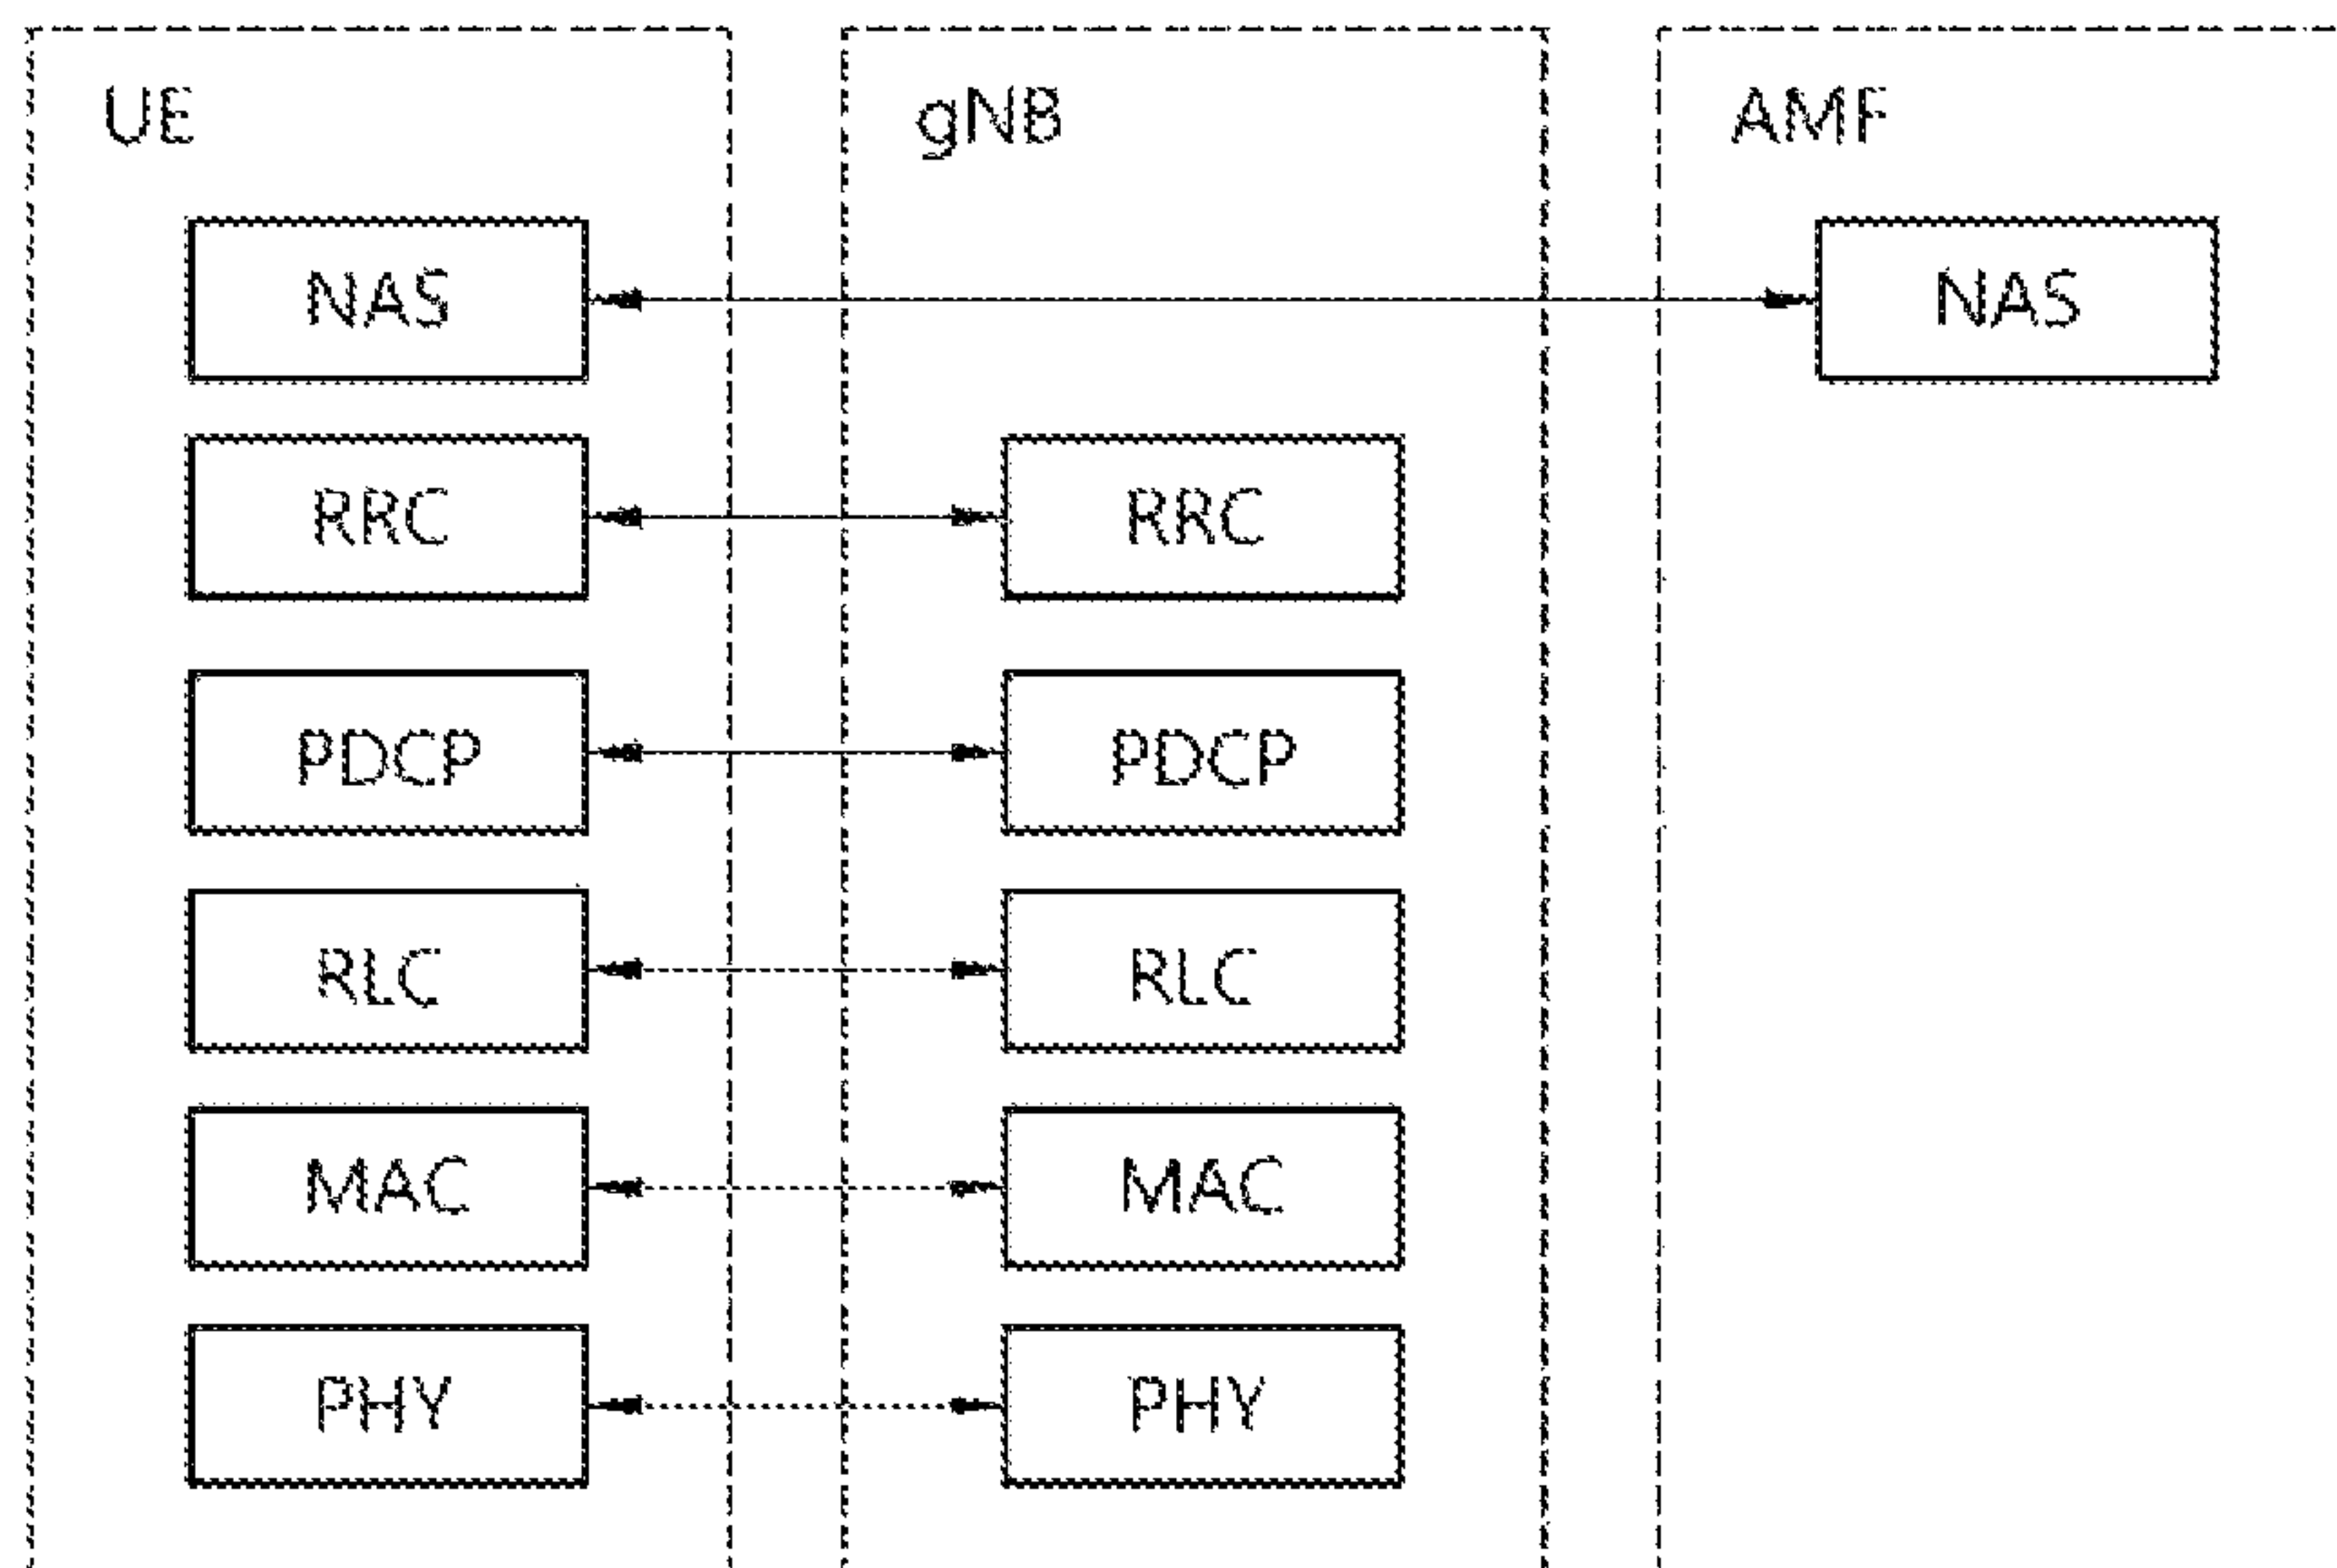 UE gNB AMF
NAS NAS
RRC RRC
PDCP PDCP
RLC RLC
MAC MAC
PHY PHY